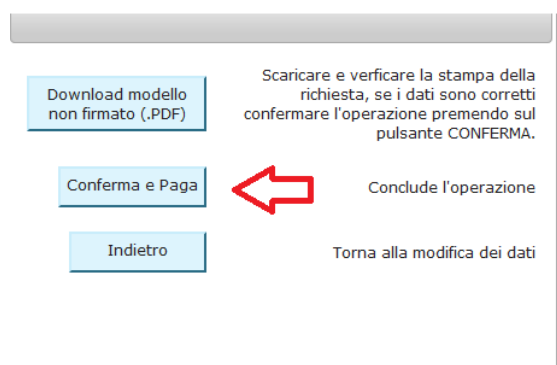 Download modello
non firmato (.PDF)
Scaricare e verficare la stampa della
richiesta, se i dati sono corretti
confermare l'operazione premendo sul
pulsante CONFERMA.
Conferma e Paga
Conclude l'operazione
Indietro
Torna alla modifica dei dati